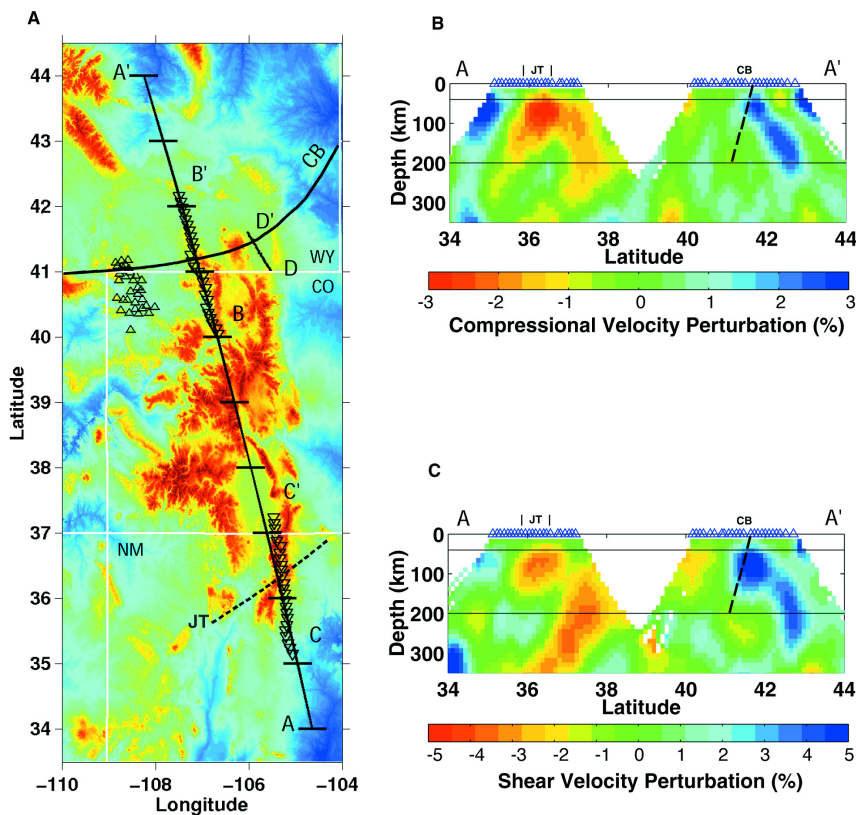 A
44
43
42
41
40
39
38
37
36
35
34
Latitude
−110
−108
−106
−104
Longitude
A'
B'
CB
D'
D
WY
CO
B
C'
NM
JT
C
A
B
A
JT
CB
A'
0
100
200
300
Depth (km)
34
36
38
40
42
44
Latitude
-3
-2
-1
0
1
2
3
Compressional Velocity Perturbation (%)
C
A
JT
CB
A'
0
100
200
300
Depth (km)
34
36
38
40
42
44
Latitude
-5
-4
-3
-2
-1
0
1
2
3
4
5
Shear Velocity Perturbation (%)